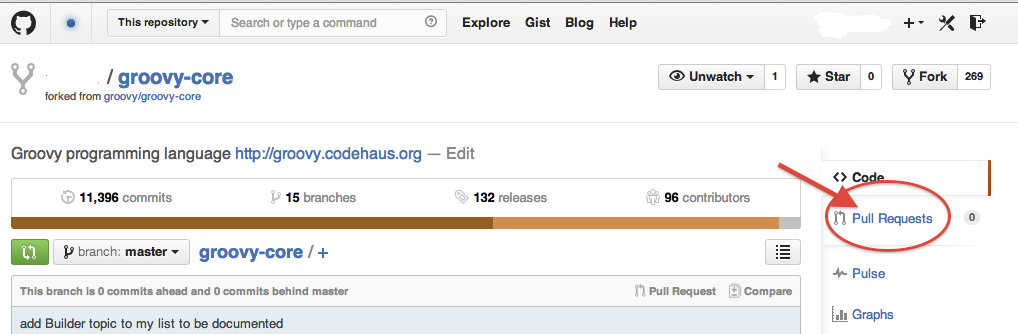 This repository Search or type a command Explore Gist Blog Help
/ groovy-core
forked from groovy/groovy-core
Unwatch 1 Star 0 Fork 269
Groovy programming language http://groovy.codehaus.org — Edit
11,396 commits 15 branches 132 releases 96 contributors
branch: master groovy-core / +
This branch is 0 commits ahead and 0 commits behind master Pull Request Compare
add Builder topic to my list to be documented
Code
Pull Requests 0
Pulse
Graphs